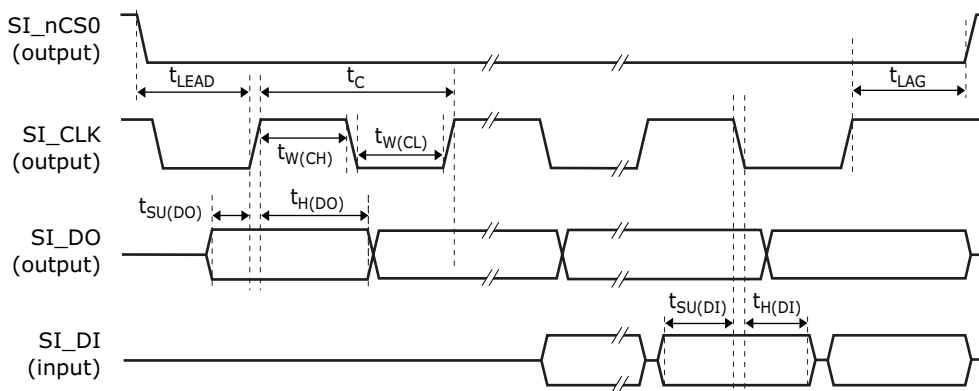 SI_nCS0
(output)
tLEAD
tC
tLAG
SI_CLK
(output)
tW(CH)
tW(CL)
tSU(DO)
tH(DO)
SI_DO
(output)
tSU(DI)
tH(DI)
SI_DI
(input)